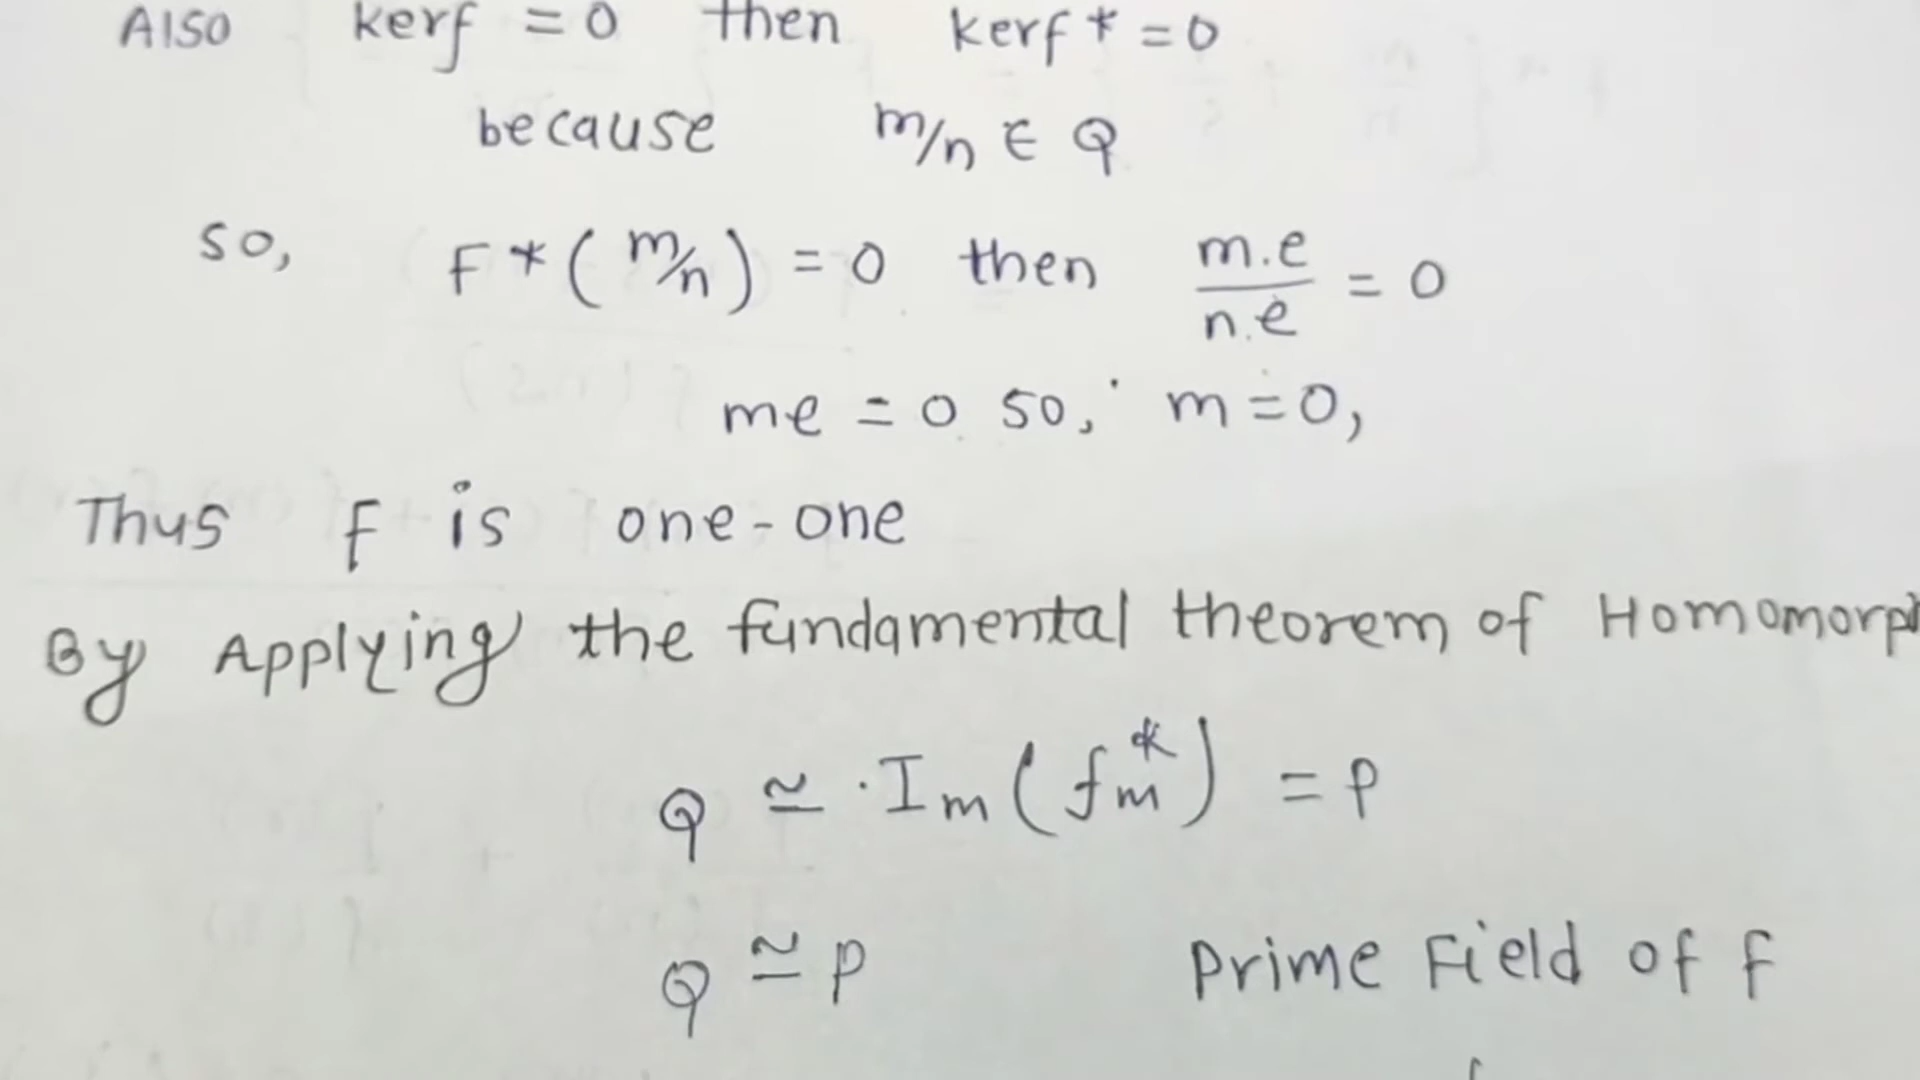 Also kerf = 0 then kerf* = 0
because m/n ∈ Q
so, F*(m/n) = 0 then m.e/n.e = 0
me = 0 so, m = 0,
Thus f is one-one
By Applying the fundamental theorem of Homomorp
Q ≃ Im(fm*) = P
Q ≃ P Prime Field of F